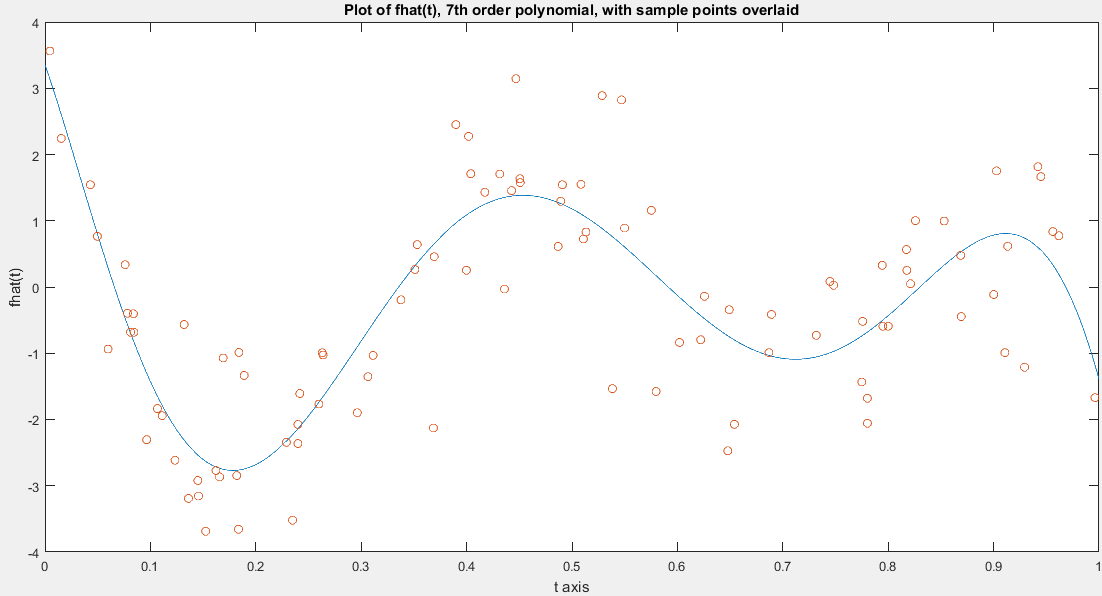 Plot of fhat(t), 7th order polynomial, with sample points overlaid
4
3
2
1
0
-1
-2
-3
-4
fhat(t)
0 0.1 0.2 0.3 0.4 0.5 0.6 0.7 0.8 0.9 1
t axis